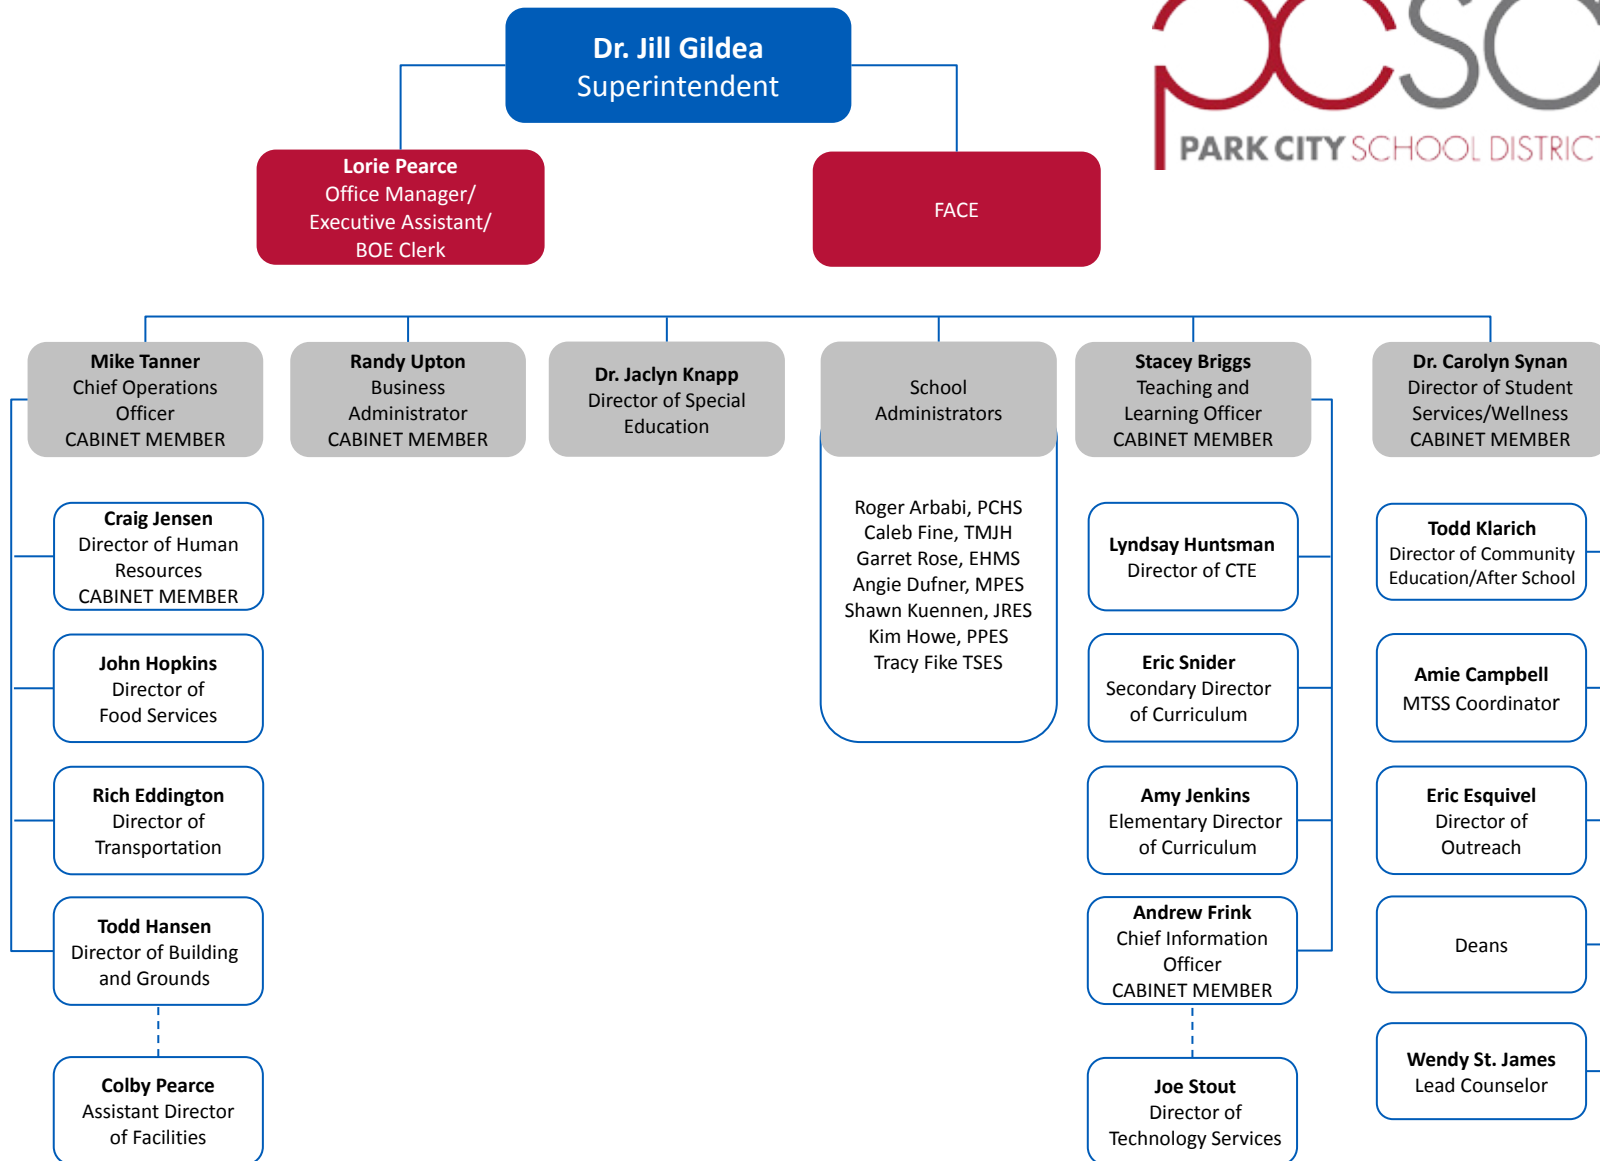 Dr. Jill Gildea
Superintendent
pcsd
PARK CITY SCHOOL DISTRICT
Lorie Pearce
Office Manager/
Executive Assistant/
BOE Clerk
FACE
Mike Tanner
Chief Operations
Officer
CABINET MEMBER
Randy Upton
Business
Administrator
CABINET MEMBER
Dr. Jaclyn Knapp
Director of Special
Education
School
Administrators
Stacey Briggs
Teaching and
Learning Officer
CABINET MEMBER
Dr. Carolyn Synan
Director of Student
Services/Wellness
CABINET MEMBER
Craig Jensen
Director of Human
Resources
CABINET MEMBER
John Hopkins
Director of
Food Services
Rich Eddington
Director of
Transportation
Todd Hansen
Director of Building
and Grounds
Colby Pearce
Assistant Director
of Facilities
Roger Arbabi, PCHS
Caleb Fine, TMJH
Garret Rose, EHMS
Angie Dufner, MPES
Shawn Kuennen, JRES
Kim Howe, PPES
Tracy Fike TSES
Lyndsay Huntsman
Director of CTE
Eric Snider
Secondary Director
of Curriculum
Amy Jenkins
Elementary Director
of Curriculum
Andrew Frink
Chief Information
Officer
CABINET MEMBER
Joe Stout
Director of
Technology Services
Todd Klarich
Director of Community
Education/After School
Amie Campbell
MTSS Coordinator
Eric Esquivel
Director of
Outreach
Deans
Wendy St. James
Lead Counselor